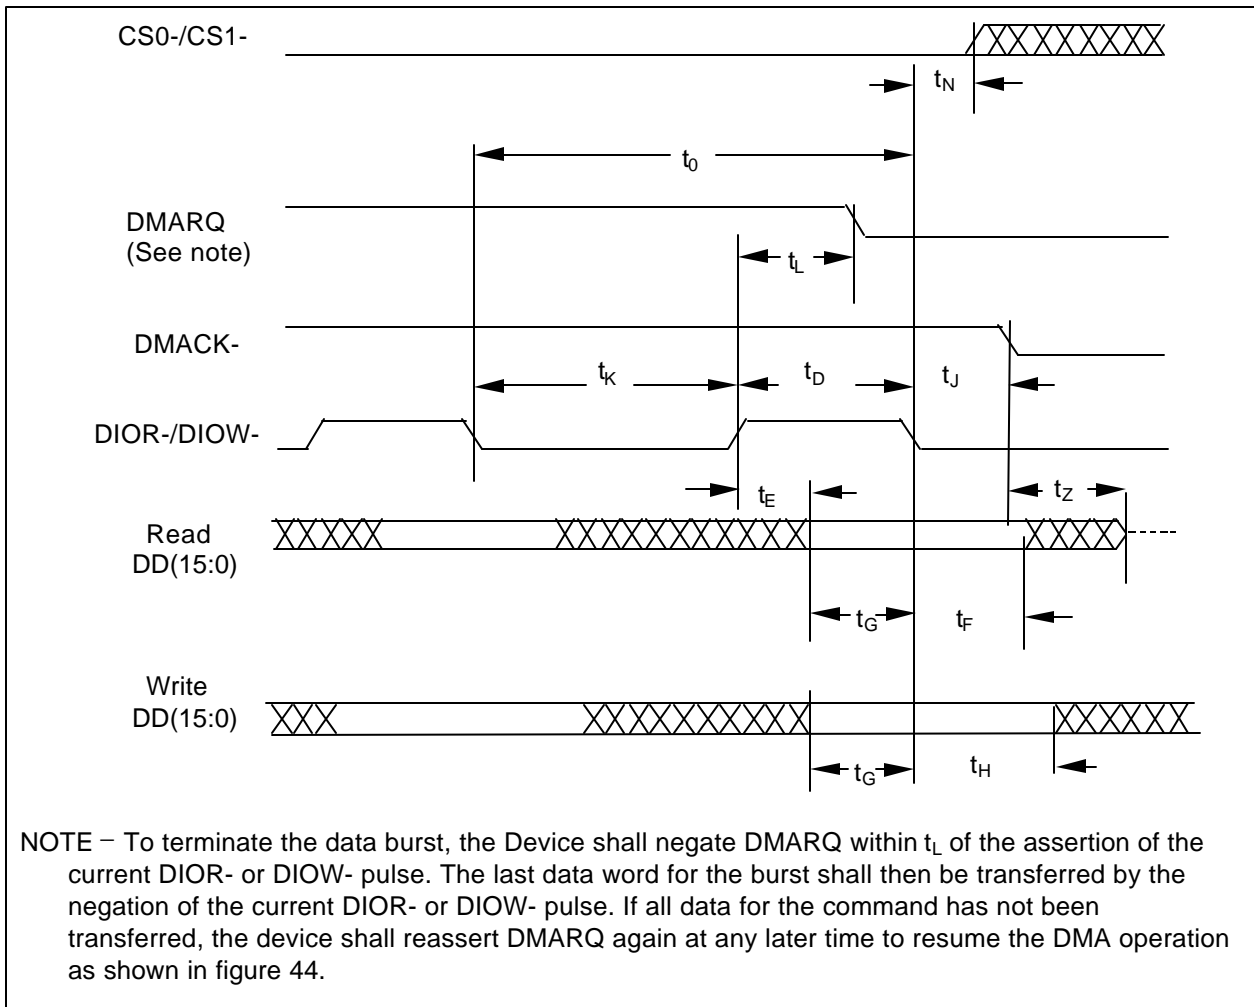 CS0-/CS1-
tN
t0
DMARQ
(See note)
tL
DMACK-
tK
tD
tJ
DIOR-/DIOW-
tE
tZ
Read
DD(15:0)
tG
tF
Write
DD(15:0)
tG
tH
NOTE − To terminate the data burst, the Device shall negate DMARQ within tL of the assertion of the
current DIOR- or DIOW- pulse. The last data word for the burst shall then be transferred by the
negation of the current DIOR- or DIOW- pulse. If all data for the command has not been
transferred, the device shall reassert DMARQ again at any later time to resume the DMA operation
as shown in figure 44.